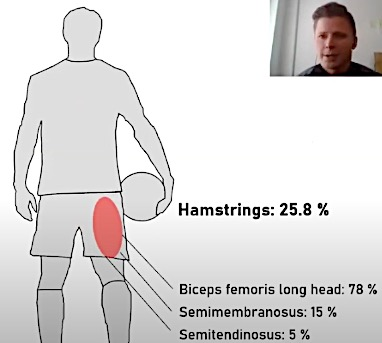 Hamstrings: 25.8 %
Biceps femoris long head: 78 %
Semimembranosus: 15 %
Semitendinosus: 5 %